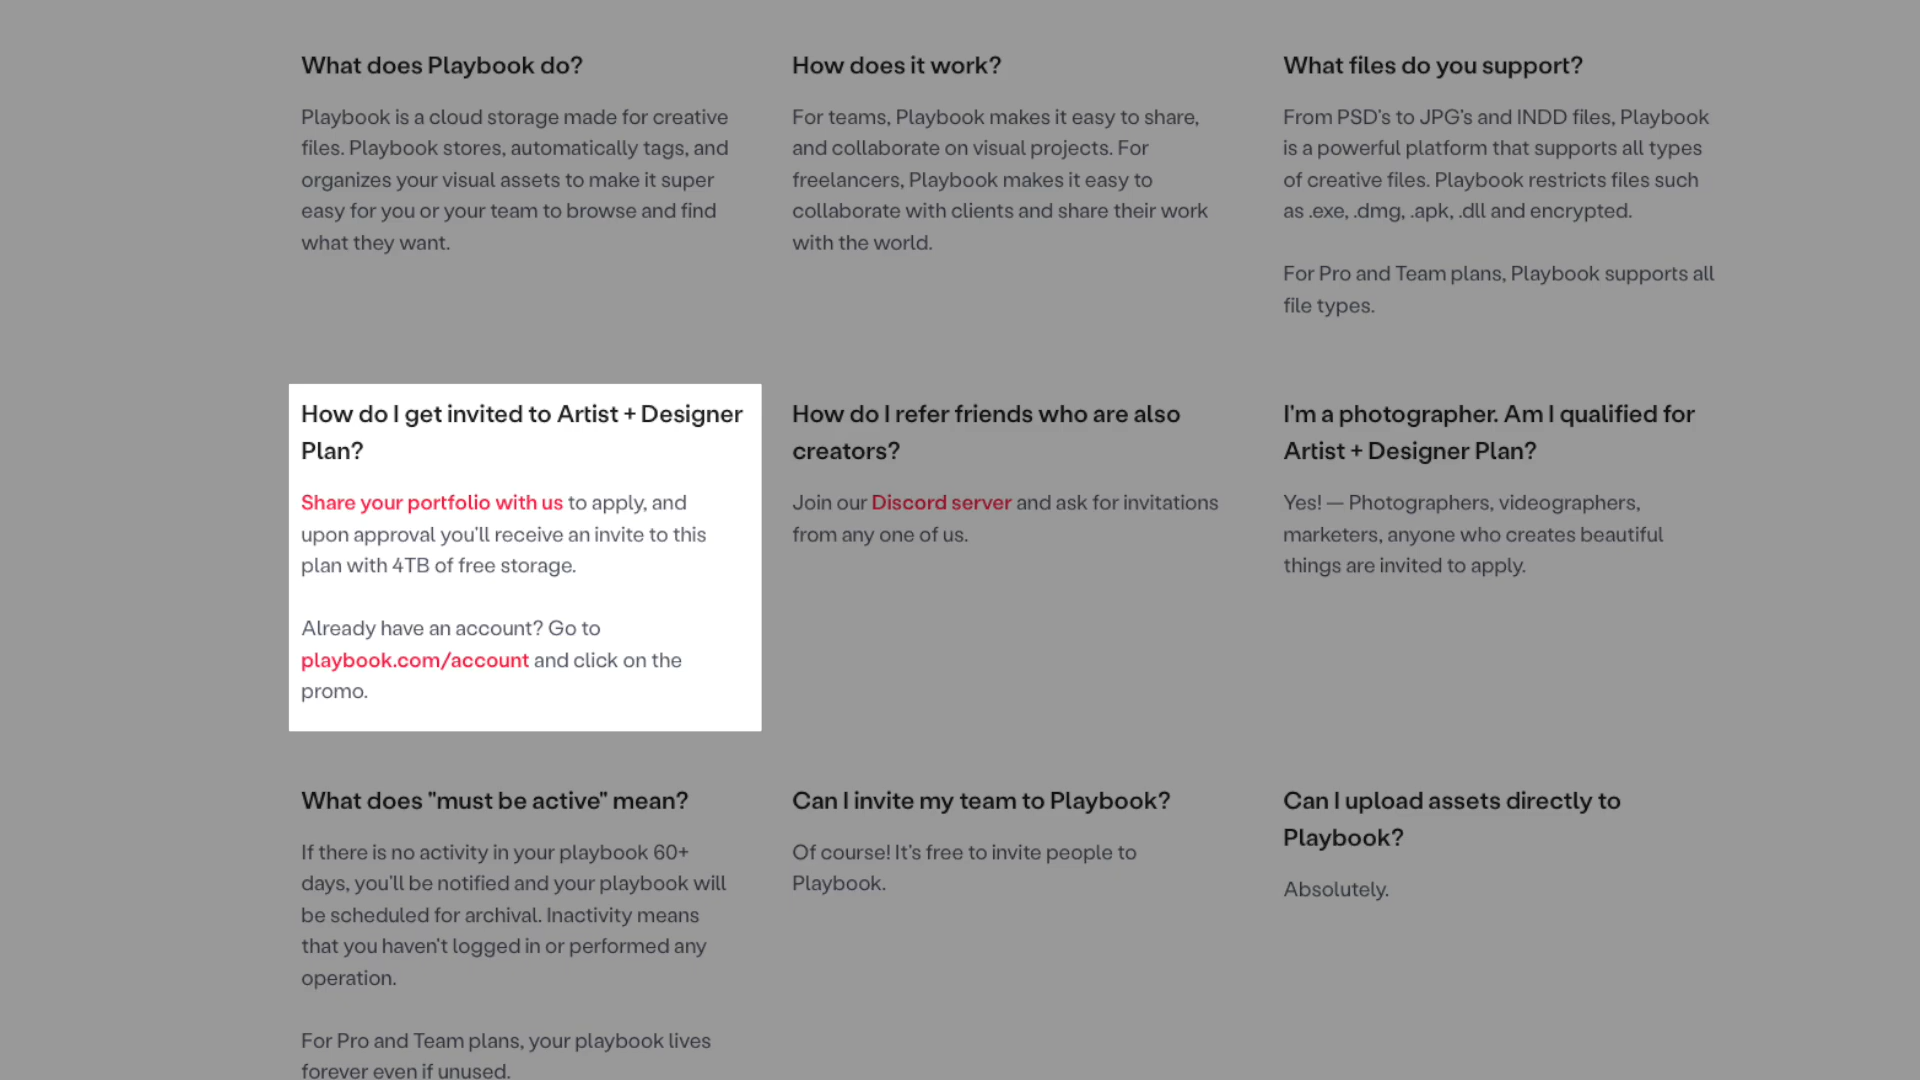 What does Playbook do?
Playbook is a cloud storage made for creative
files. Playbook stores, automatically tags, and
organizes your visual assets to make it super
easy for you or your team to browse and find
what they want.
How does it work?
For teams, Playbook makes it easy to share,
and collaborate on visual projects. For
freelancers, Playbook makes it easy to
collaborate with clients and share their work
with the world.
What files do you support?
From PSD's to JPG's and INDD files, Playbook
is a powerful platform that supports all types
of creative files. Playbook restricts files such
as .exe, .dmg, .apk, .dll and encrypted.
For Pro and Team plans, Playbook supports all
file types.
How do I get invited to Artist + Designer
Plan?
Share your portfolio with us to apply, and
upon approval you'll receive an invite to this
plan with 4TB of free storage.
Already have an account? Go to
playbook.com/account and click on the
promo.
How do I refer friends who are also
creators?
Join our Discord server and ask for invitations
from any one of us.
I'm a photographer. Am I qualified for
Artist + Designer Plan?
Yes! — Photographers, videographers,
marketers, anyone who creates beautiful
things are invited to apply.
What does "must be active" mean?
If there is no activity in your playbook 60+
days, you'll be notified and your playbook will
be scheduled for archival. Inactivity means
that you haven't logged in or performed any
operation.
For Pro and Team plans, your playbook lives
forever even if unused.
Can I invite my team to Playbook?
Of course! It's free to invite people to
Playbook.
Can I upload assets directly to
Playbook?
Absolutely.